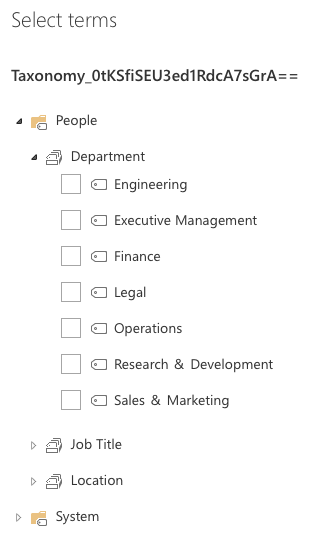 Select terms
Taxonomy_0tKSfiSEU3ed1RdcA7sGrA==
People
Department
Engineering
Executive Management
Finance
Legal
Operations
Research & Development
Sales & Marketing
Job Title
Location
System